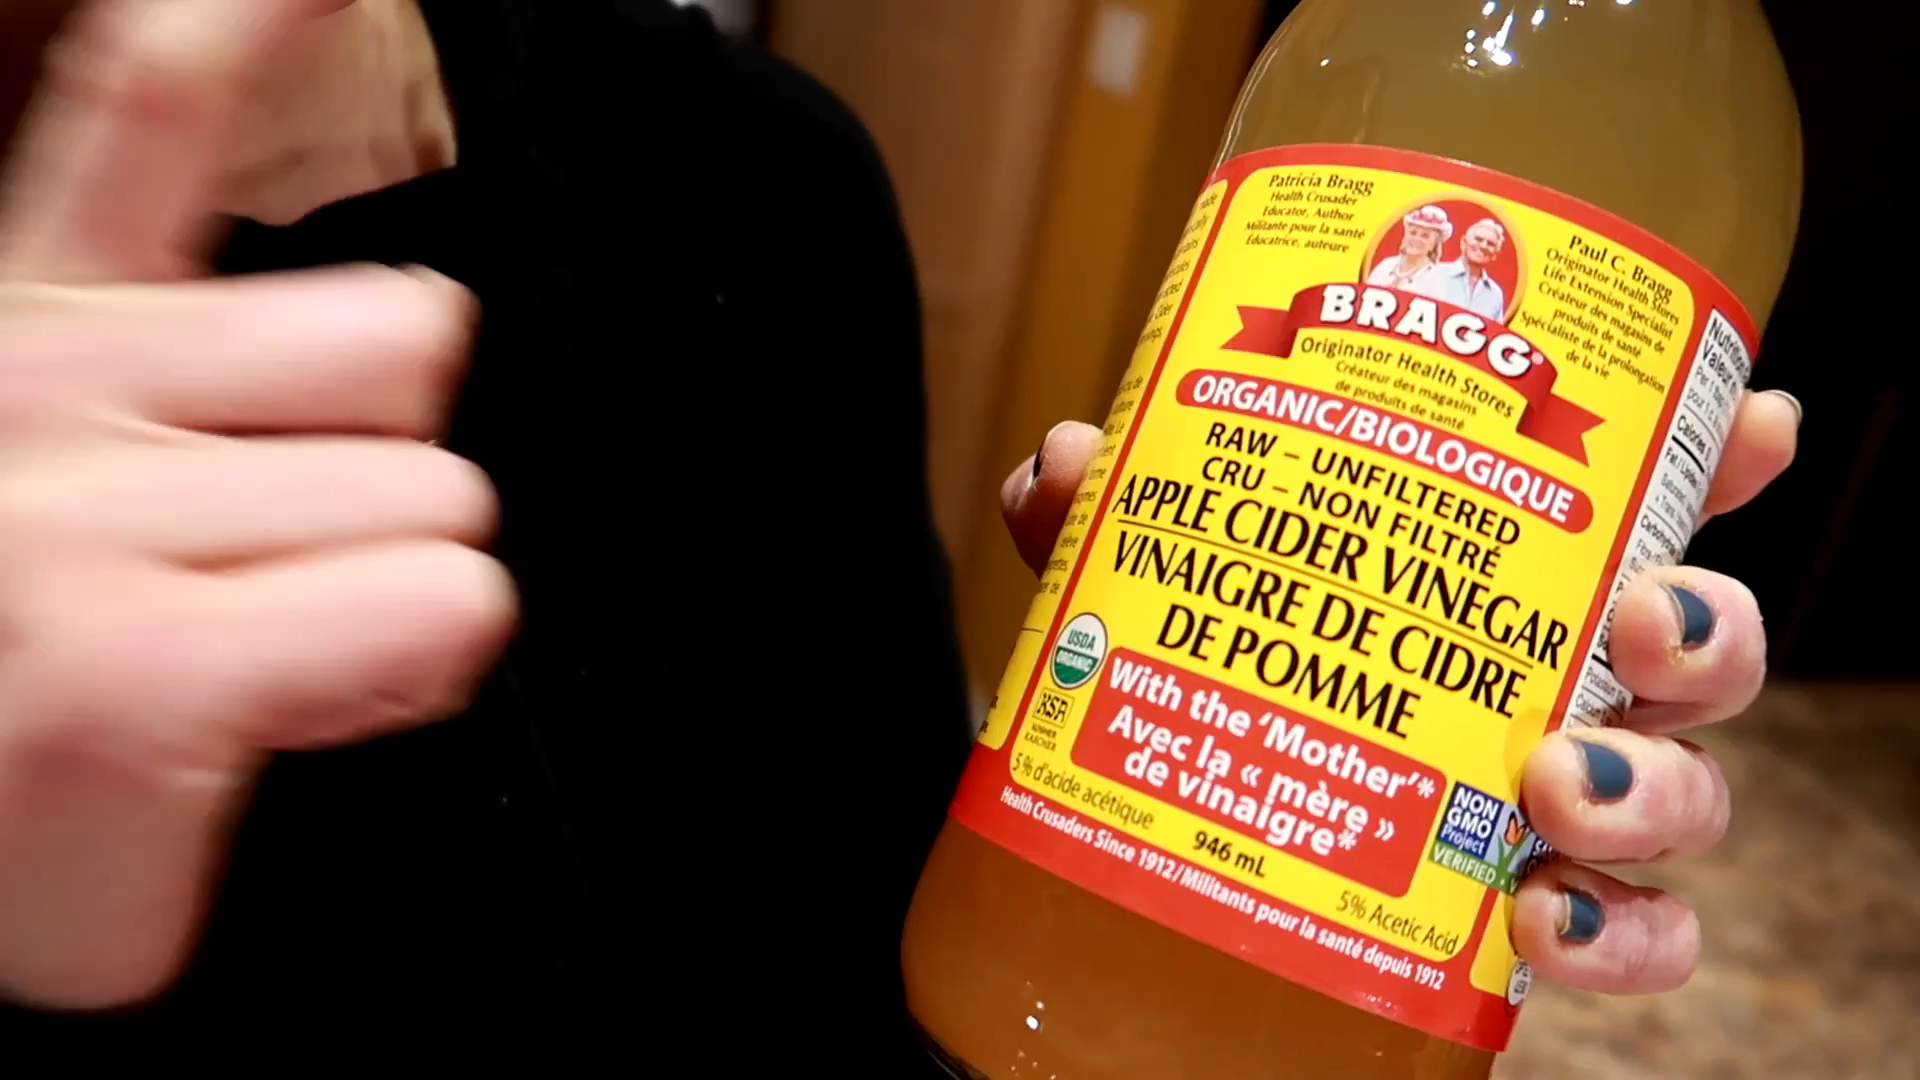 Patricia Bragg
Health Crusader
Educator, Author
Militante pour la santé
Éducatrice, auteure
Paul C. Bragg
Originator Health Stores
Life Extension Specialist
Créateur des magasins de
produits de santé
Spécialiste de la prolongation
de la vie
BRAGG®
Originator Health Stores
Créateur des magasins
de produits de santé
ORGANIC/BIOLOGIQUE
RAW – UNFILTERED
CRU – NON FILTRÉ
APPLE CIDER VINEGAR
VINAIGRE DE CIDRE
DE POMME
USDA
ORGANIC
With the ‘Mother’*
Avec la « mère »
de vinaigre*
NON
GMO
Project
VERIFIED
5% d'acide acétique
946 mL
5% Acetic Acid
Health Crusaders Since 1912/Militants pour la santé depuis 1912
Calories